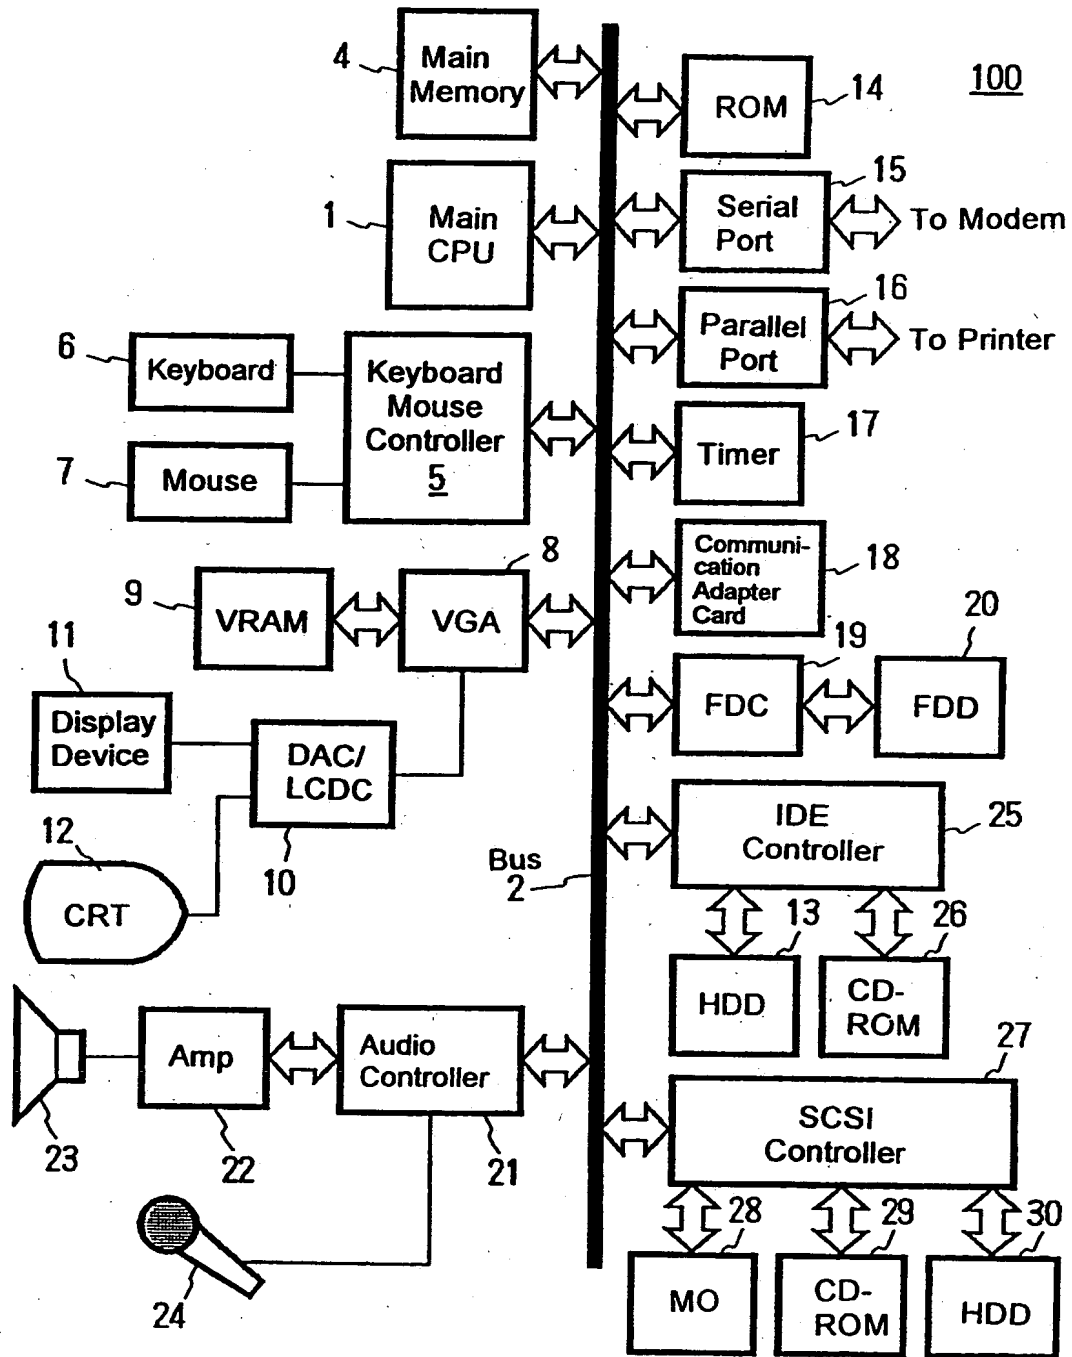 4
Main
Memory
ROM
14
100
1
Main
CPU
15
Serial
Port
To Modem
16
Parallel
Port
To Printer
6
Keyboard
7
Mouse
Keyboard
Mouse
Controller
5
Timer
17
Communi-
cation
Adapter
Card
18
9
VRAM
8
VGA
19
FDC
20
FDD
11
Display
Device
DAC/
LCDC
10
12
CRT
Bus
2
IDE
Controller
25
13
HDD
26
CD-
ROM
23
Amp
22
Audio
Controller
21
24
27
SCSI
Controller
28
MO
29
CD-
ROM
30
HDD